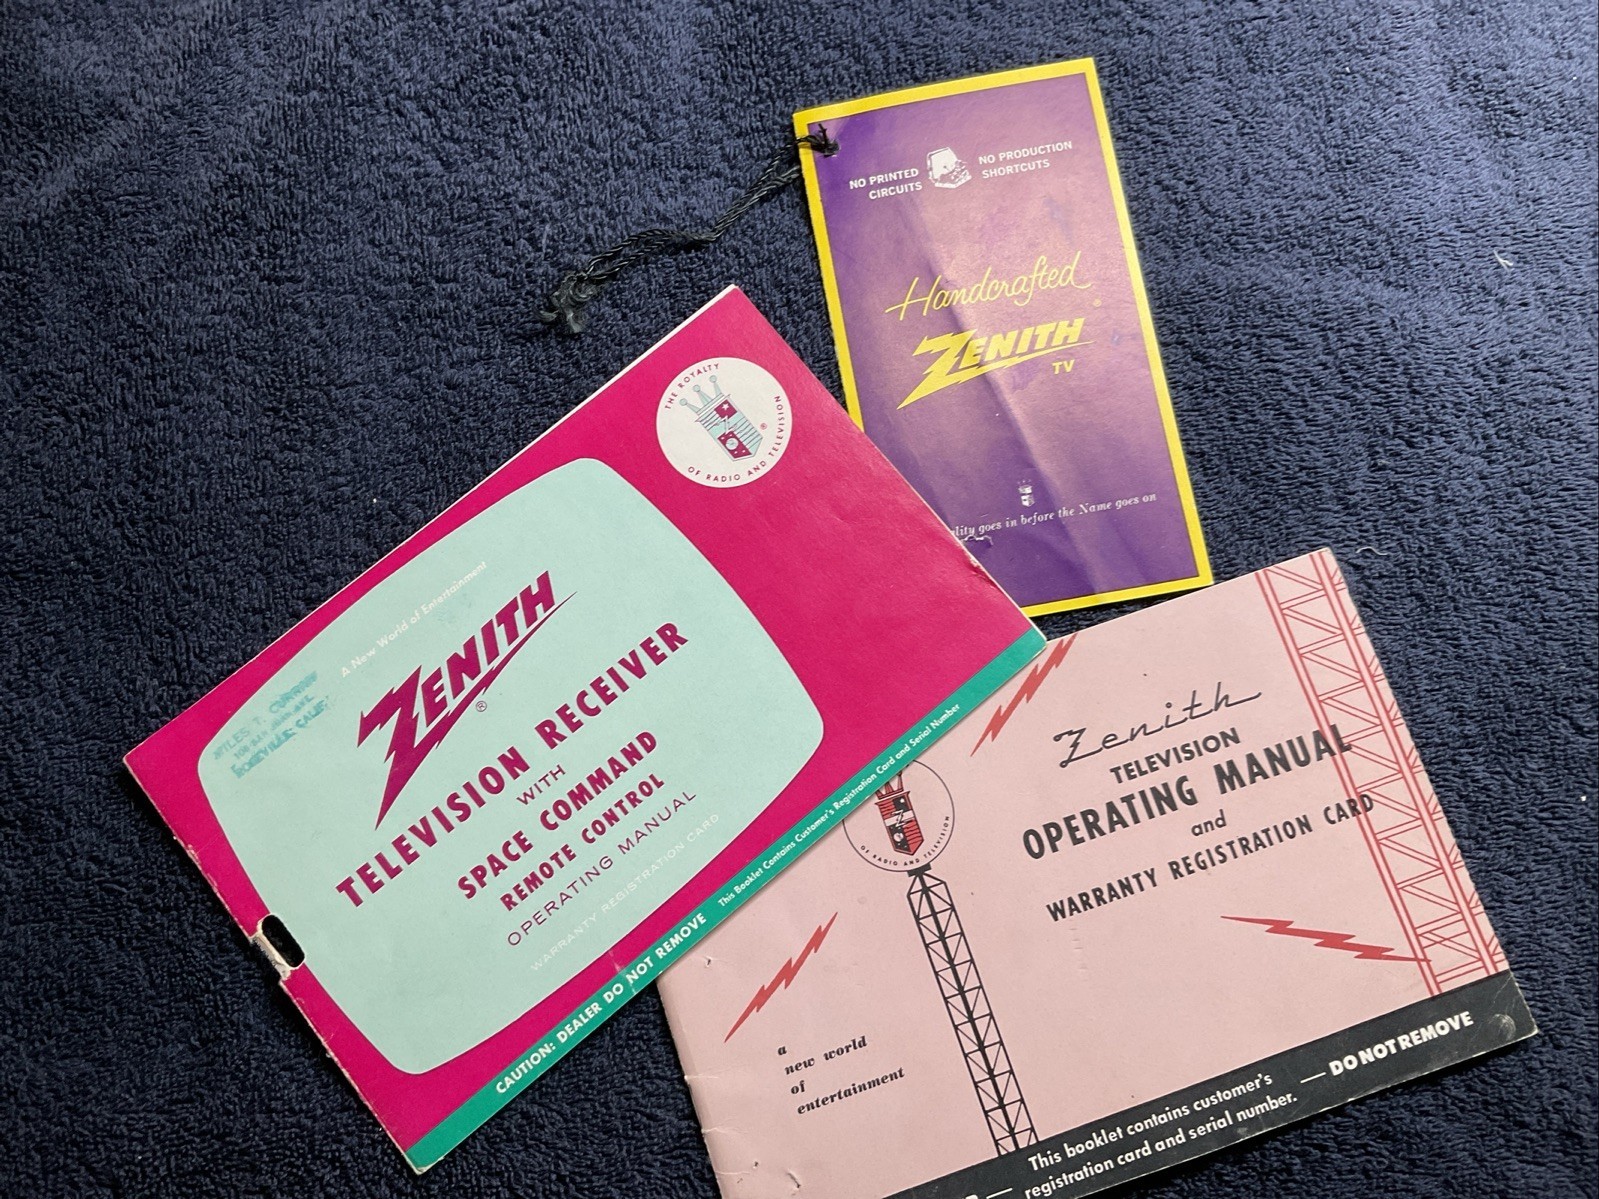 NO PRINTED
CIRCUITS
NO PRODUCTION
SHORTCUTS
Handcrafted
ZENITH
TV
goes in before the Name goes on
THE ROYALTY
OF RADIO AND TELEVISION
®
A New World of Entertainment
ZENITH
®
TELEVISION RECEIVER
WITH
SPACE COMMAND
REMOTE CONTROL
OPERATING MANUAL
WARRANTY REGISTRATION CARD
CAUTION: DEALER DO NOT REMOVE This Booklet Contains Customer's Registration Card and Serial Number
MILES T. CURRAN
ROSEVILLE, CALIF.
Zenith
TELEVISION
OPERATING MANUAL
and
WARRANTY REGISTRATION CARD
OF RADIO AND TELEVISION
a
new world
of
entertainment
This booklet contains customer's
registration card and serial number.
— DO NOT REMOVE